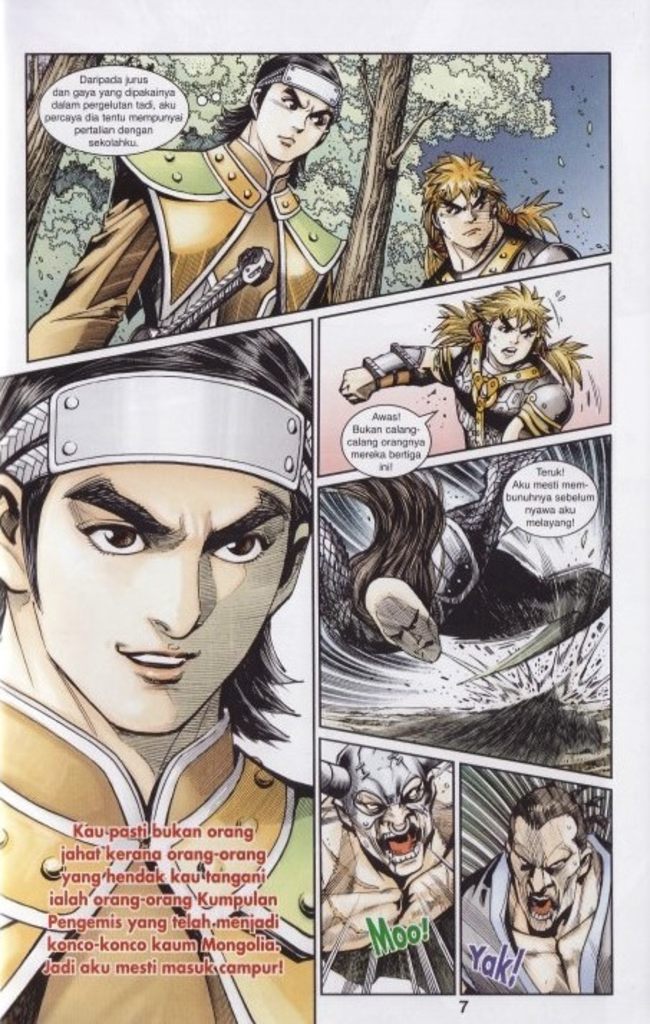 Daripada jurus
dan gaya yang dipakainya
dalam pergelutan tadi, aku
percaya dia tentu mempunyai
pertalian dengan
sekolahku.
Awas!
Bukan calang-
calang orangnya
mereka bertiga
ini!
Kau pasti bukan orang
jahat kerana orang-orang
yang hendak kau tangani
ialah orang-orang Kumpulan
Pengemis yang telah menjadi
konco-konco kaum Mongolia.
Jadi aku mesti masuk campur!
Teruk!
Aku mesti mem-
bunuhnya sebelum
nyawa aku
melayang!
Moo!
Yak!
7